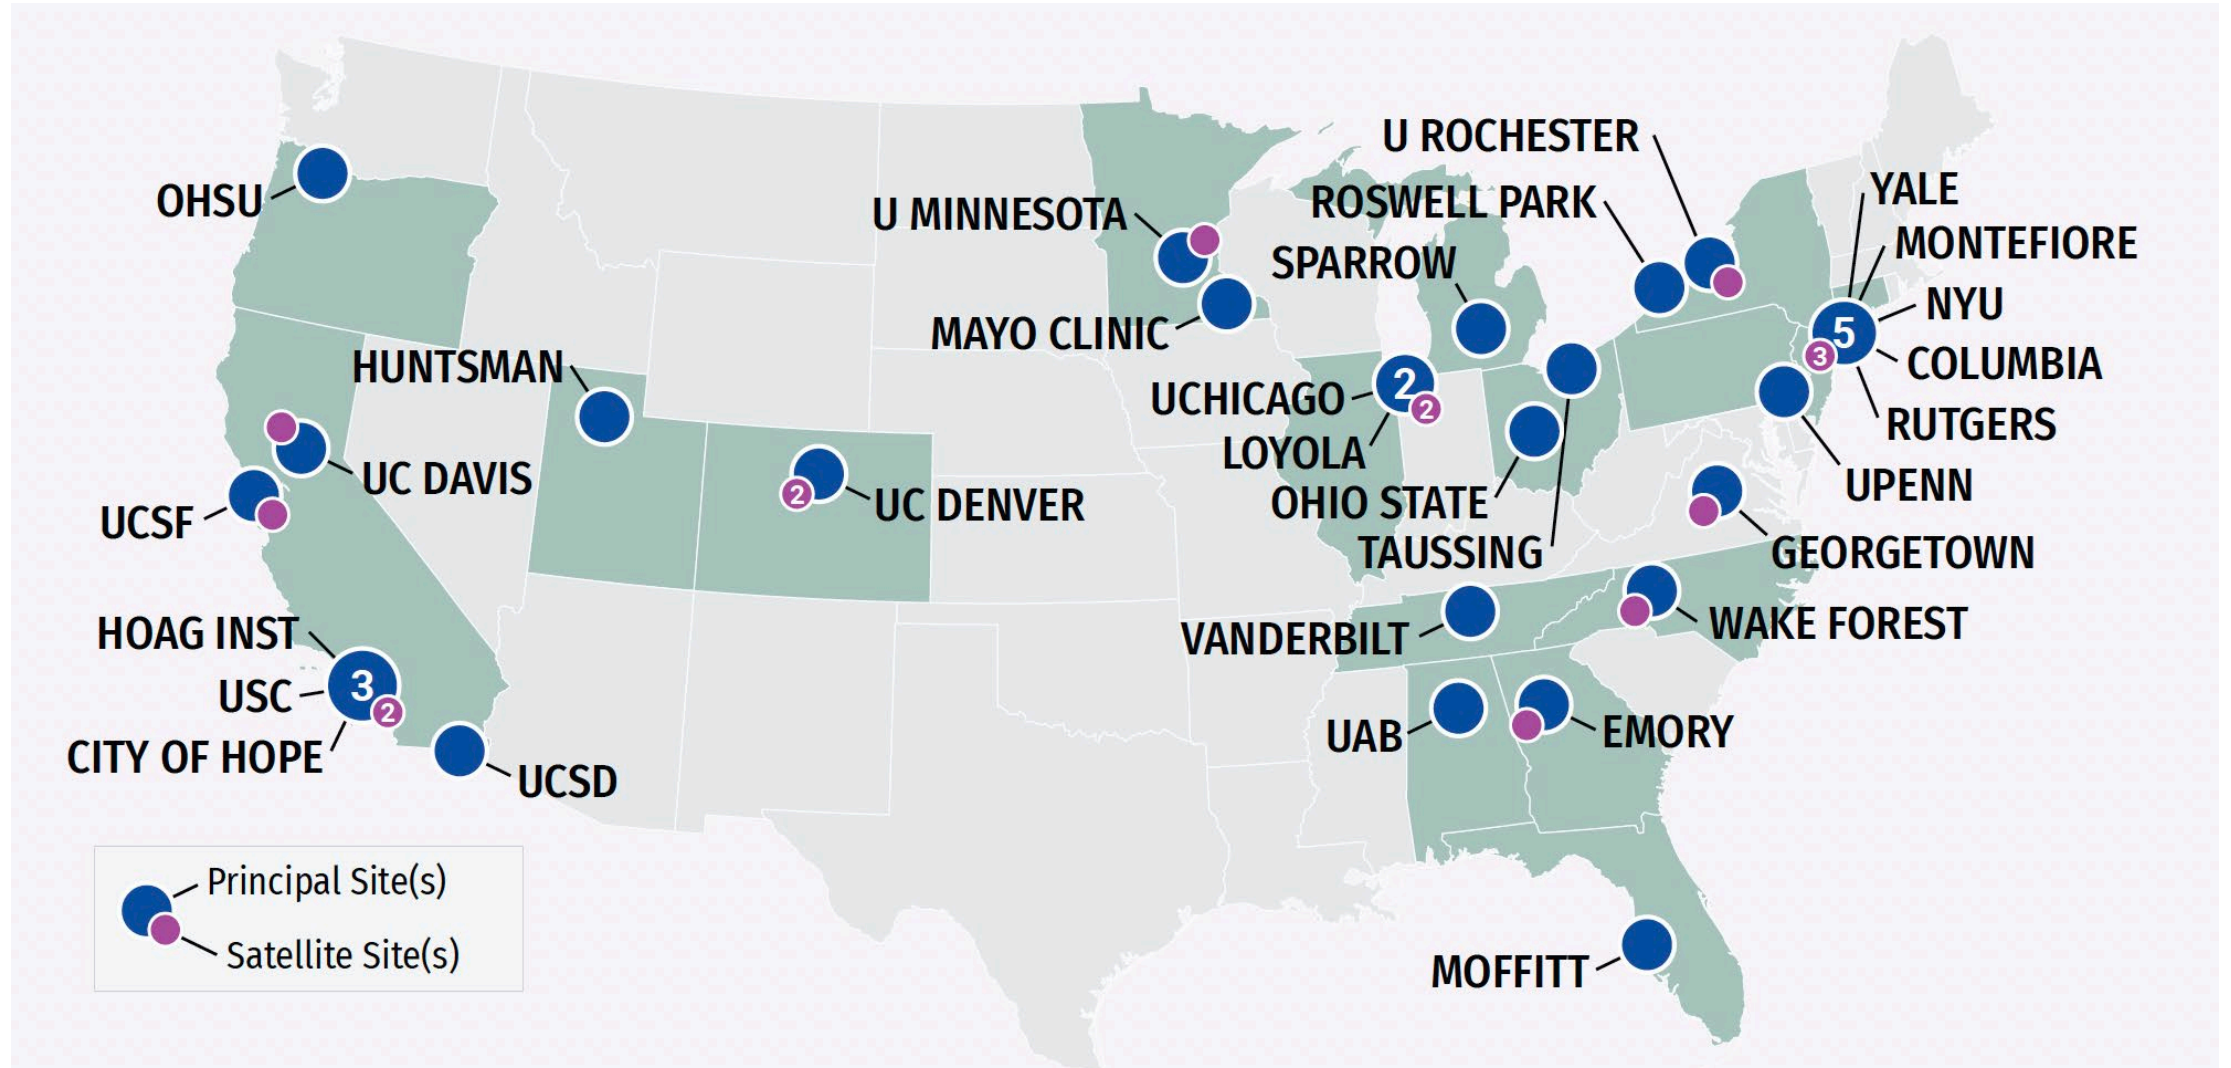 U ROCHESTER
OHSU
ROSWELL PARK
YALE
U MINNESOTA
MONTEFIORE
SPARROW
NYU
MAYO CLINIC
5
COLUMBIA
3
HUNTSMAN
UCHICAGO
2
2
RUTGERS
LOYOLA
UC DAVIS
UC DENVER
2
OHIO STATE
UPENN
UCSF
TAUSSING
GEORGETOWN
HOAG INST
VANDERBILT
WAKE FOREST
USC
3
2
CITY OF HOPE
UAB
EMORY
UCSD
Principal Site(s)
Satellite Site(s)
MOFFITT